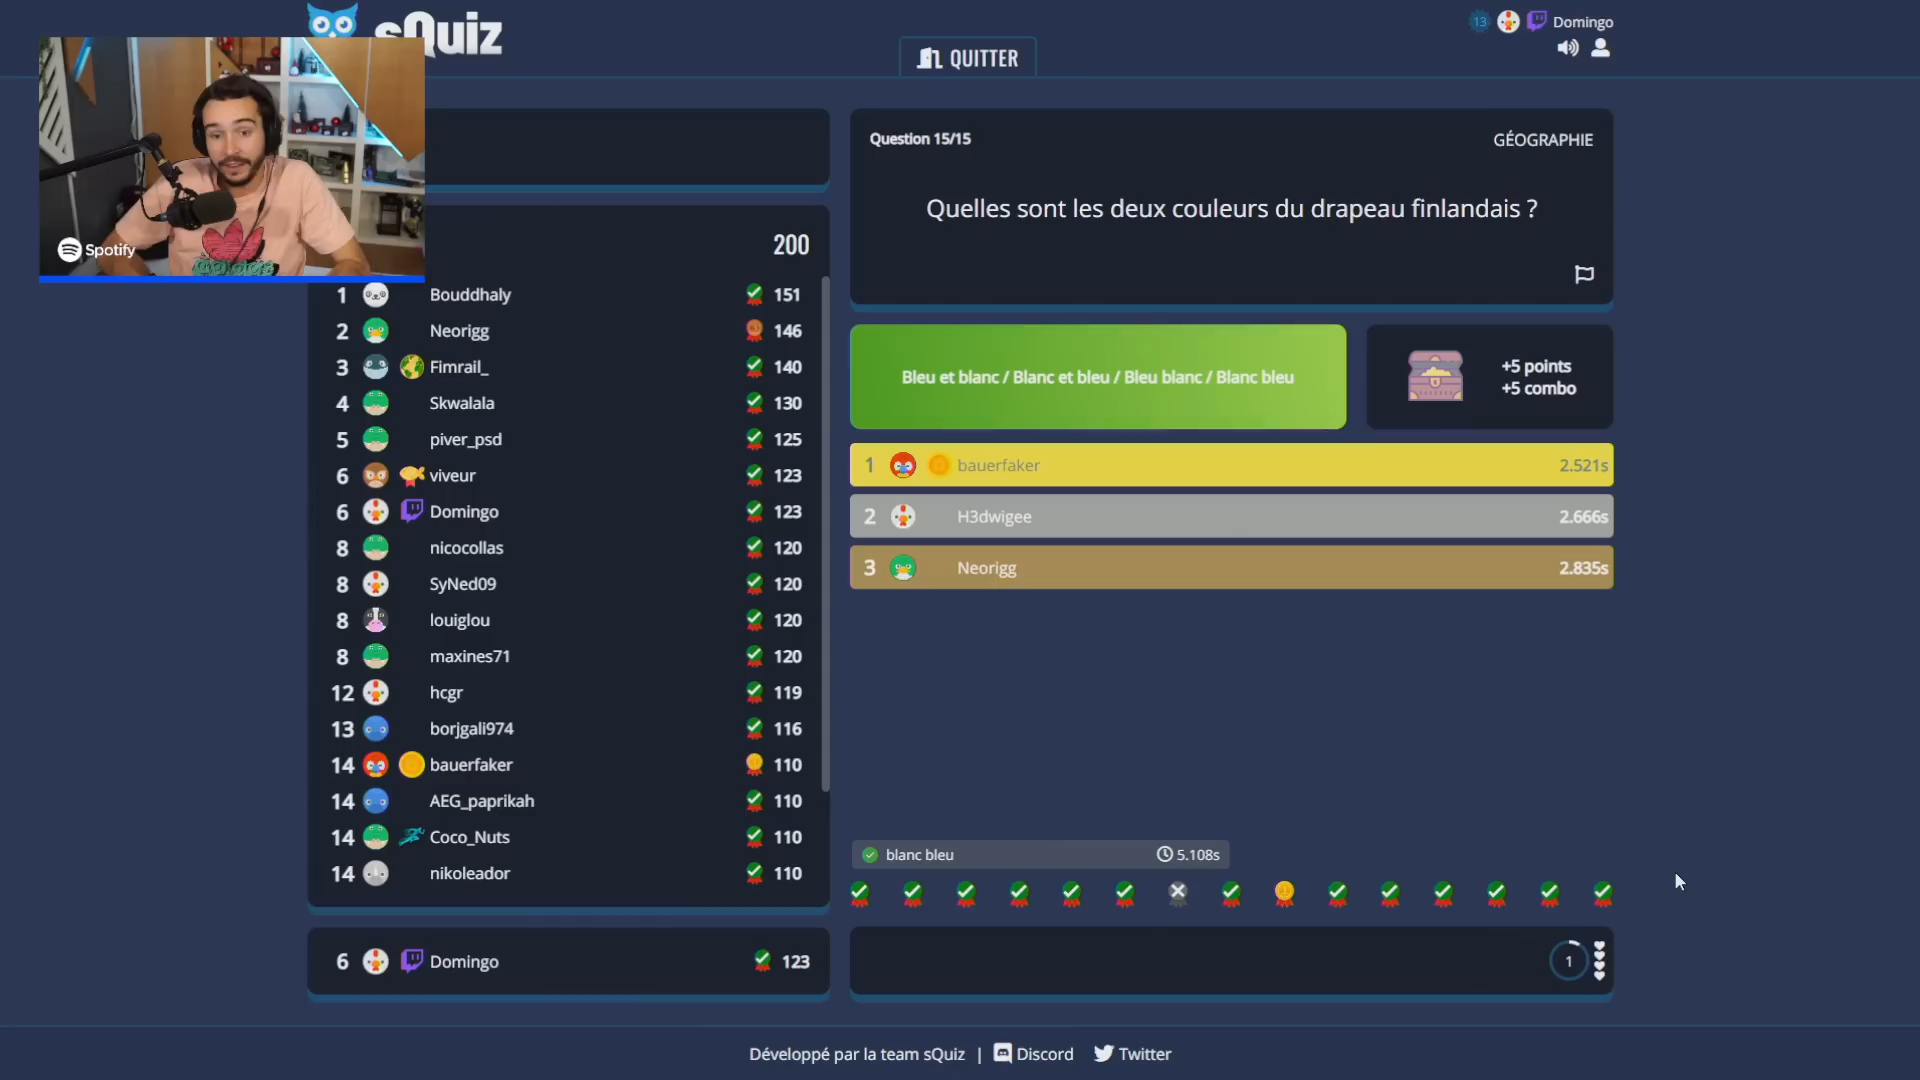 sQuiz
QUITTER
13 Domingo
Spotify
200
1 Bouddhaly 151
2 Neorigg 146
3 Fimrail_ 140
4 Skwalala 130
5 piver_psd 125
6 viveur 123
6 Domingo 123
8 nicocollas 120
8 SyNed09 120
8 louiglou 120
8 maxines71 120
12 hcgr 119
13 borjgali974 116
14 bauerfaker 110
14 AEG_paprikah 110
14 Coco_Nuts 110
14 nikoleador 110
6 Domingo 123
Question 15/15 GÉOGRAPHIE
Quelles sont les deux couleurs du drapeau finlandais ?
Bleu et blanc / Blanc et bleu / Bleu blanc / Blanc bleu
+5 points
+5 combo
1 bauerfaker 2.521s
2 H3dwigee 2.666s
3 Neorigg 2.835s
blanc bleu 5.108s
1
Développé par la team sQuiz | Discord Twitter